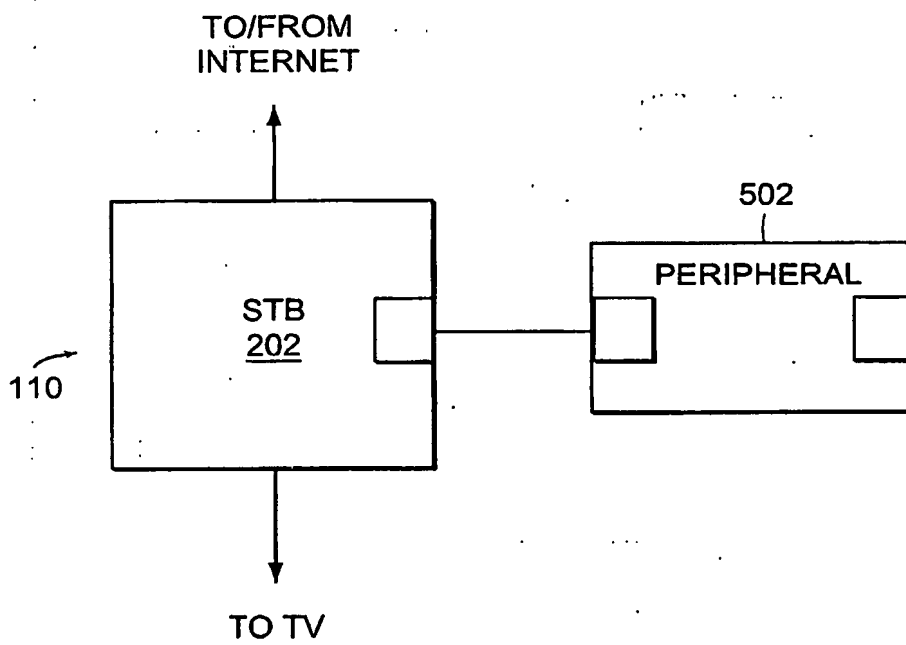 TO/FROM
INTERNET
502
PERIPHERAL
STB
202
110
TO TV